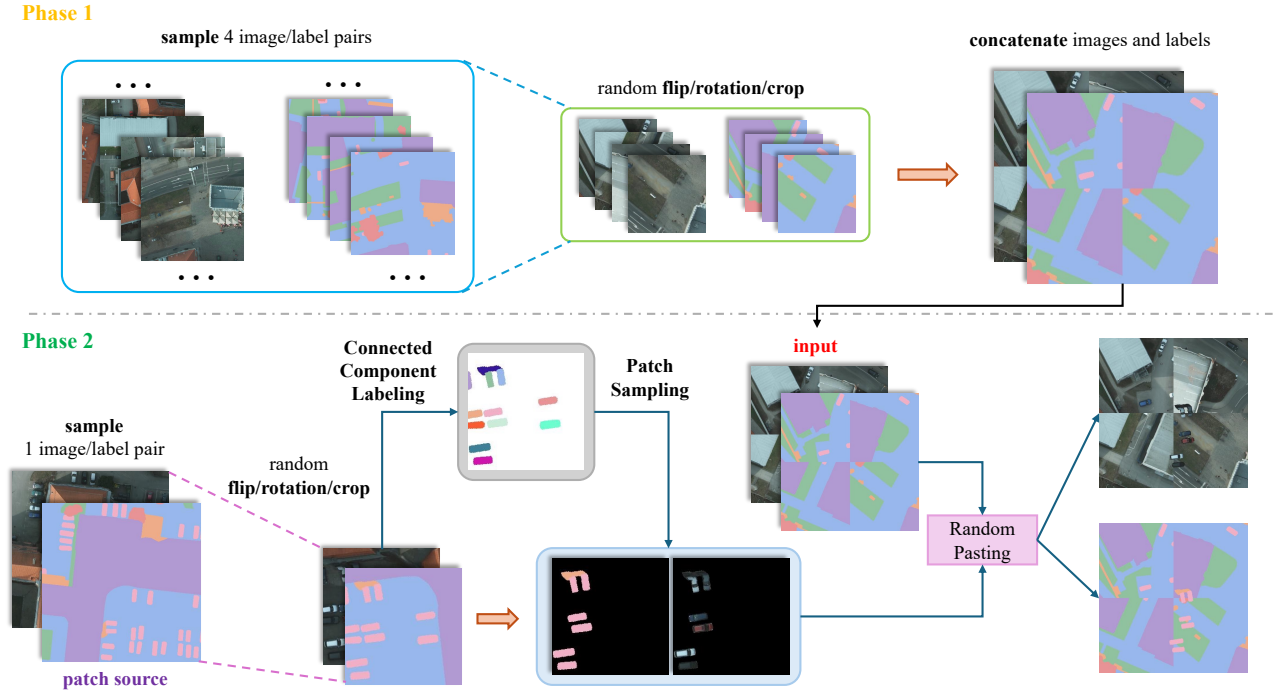 Phase 1
sample 4 image/label pairs
concatenate images and labels
random flip/rotation/crop
Phase 2
Connected
Component
Labeling
Patch
Sampling
input
sample
1 image/label pair
random
flip/rotation/crop
Random
Pasting
patch source